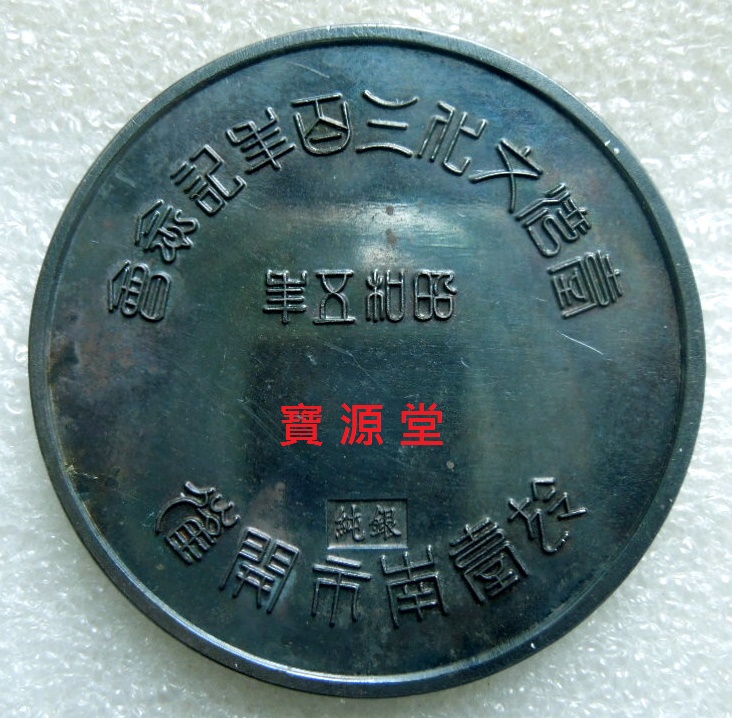 臺灣文化三百年記念會
昭和五年
寶源堂
純銀
於臺南市開